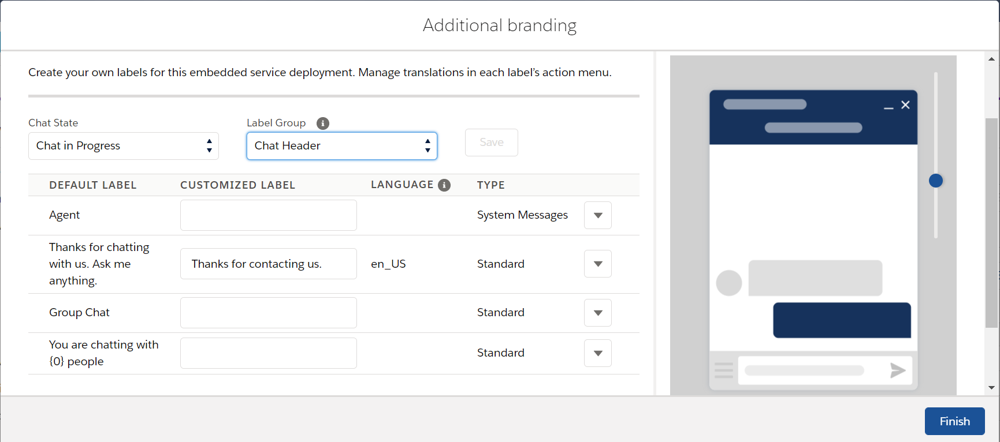 Additional branding
Create your own labels for this embedded service deployment. Manage translations in each label’s action menu.
Chat State
Label Group
Chat in Progress
Chat Header
Save
DEFAULT LABEL CUSTOMIZED LABEL LANGUAGE TYPE
Agent System Messages
Thanks for chatting
with us. Ask me
anything.
Thanks for contacting us. en_US Standard
Group Chat Standard
You are chatting with
{0} people
Standard
Finish